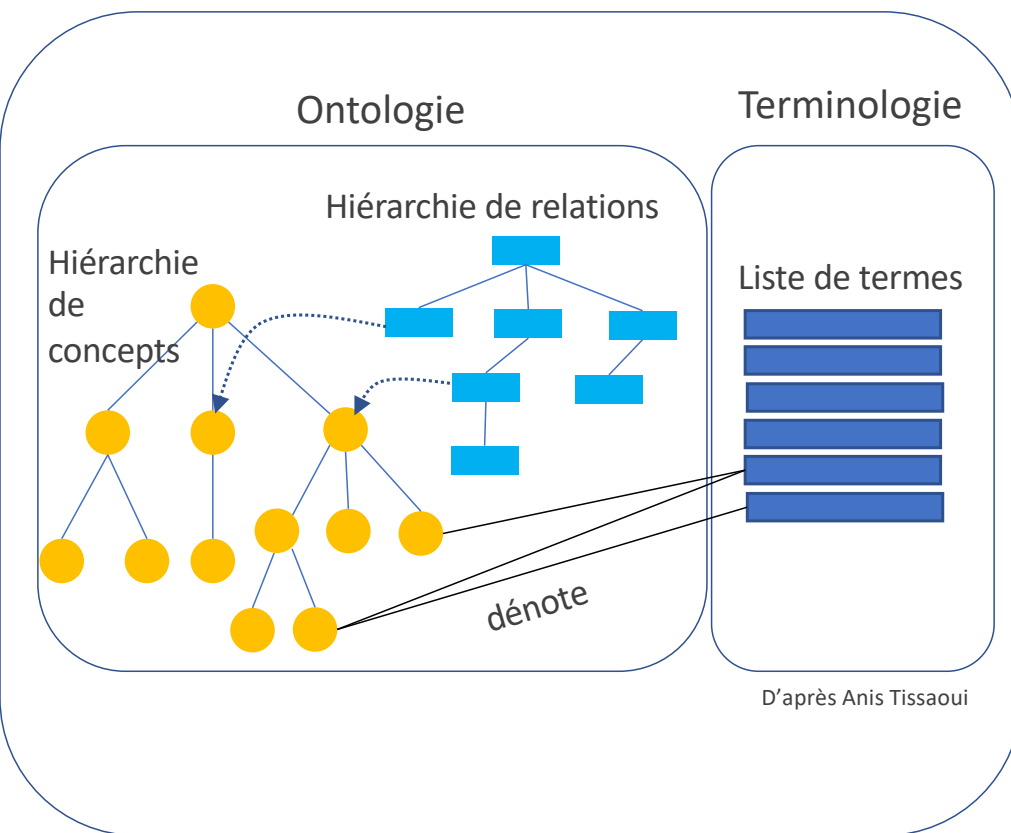 Ontologie
Terminologie
Hiérarchie de relations
Hiérarchie
de
concepts
Liste de termes
dénote
D'après Anis Tissaoui